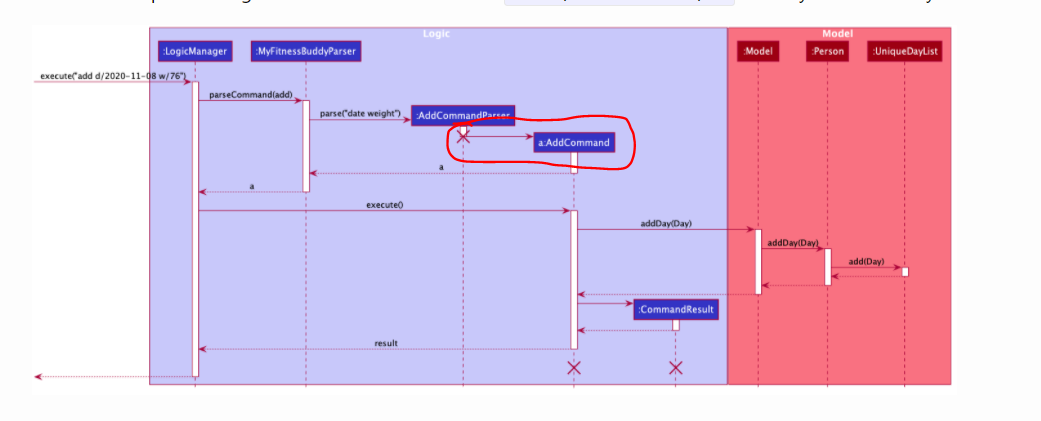 Logic
Model
:LogicManager
:MyFitnessBuddyParser
:Model
:Person
:UniqueDayList
execute("add d/2020-11-08 w/76")
parseCommand(add)
parse("date weight")
:AddCommandParser
a:AddCommand
a
a
execute()
addDay(Day)
addDay(Day)
add(Day)
:CommandResult
result